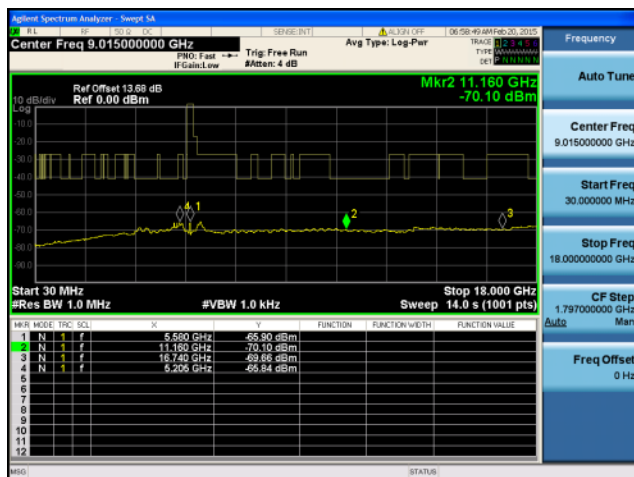 Agilent Spectrum Analyzer - Swept SA
RL RF 50 Ω DC SENSE:INT ALIGN OFF 06:58:49 AM Feb 20, 2015
Center Freq 9.015000000 GHz
PNO: Fast
IFGain:Low
Trig: Free Run
#Atten: 4 dB
Avg Type: Log-Pwr
TRACE 1 2 3 4 5 6
TYPE
DET P N N N N N
Frequency
Mkr2 11.160 GHz
-70.10 dBm
Ref Offset 13.68 dB
10 dB/div Ref 0.00 dBm
Log
-10.0
-20.0
-30.0
-40.0
-50.0
-60.0
-70.0
-80.0
-90.0
4 1 2 3
Start 30 MHz Stop 18.000 GHz
#Res BW 1.0 MHz #VBW 1.0 kHz Sweep 14.0 s (1001 pts)
MKR MODE TRC SCL X Y FUNCTION FUNCTION WIDTH FUNCTION VALUE
1 N 1 f 5.580 GHz -65.90 dBm
2 N 1 f 11.160 GHz -70.10 dBm
3 N 1 f 16.740 GHz -69.66 dBm
4 N 1 f 5.205 GHz -65.84 dBm
5
6
7
8
9
10
11
12
MSG STATUS
Auto Tune
Center Freq
9.015000000 GHz
Start Freq
30.000000 MHz
Stop Freq
18.000000000 GHz
CF Step
1.797000000 GHz
Auto Man
Freq Offset
0 Hz